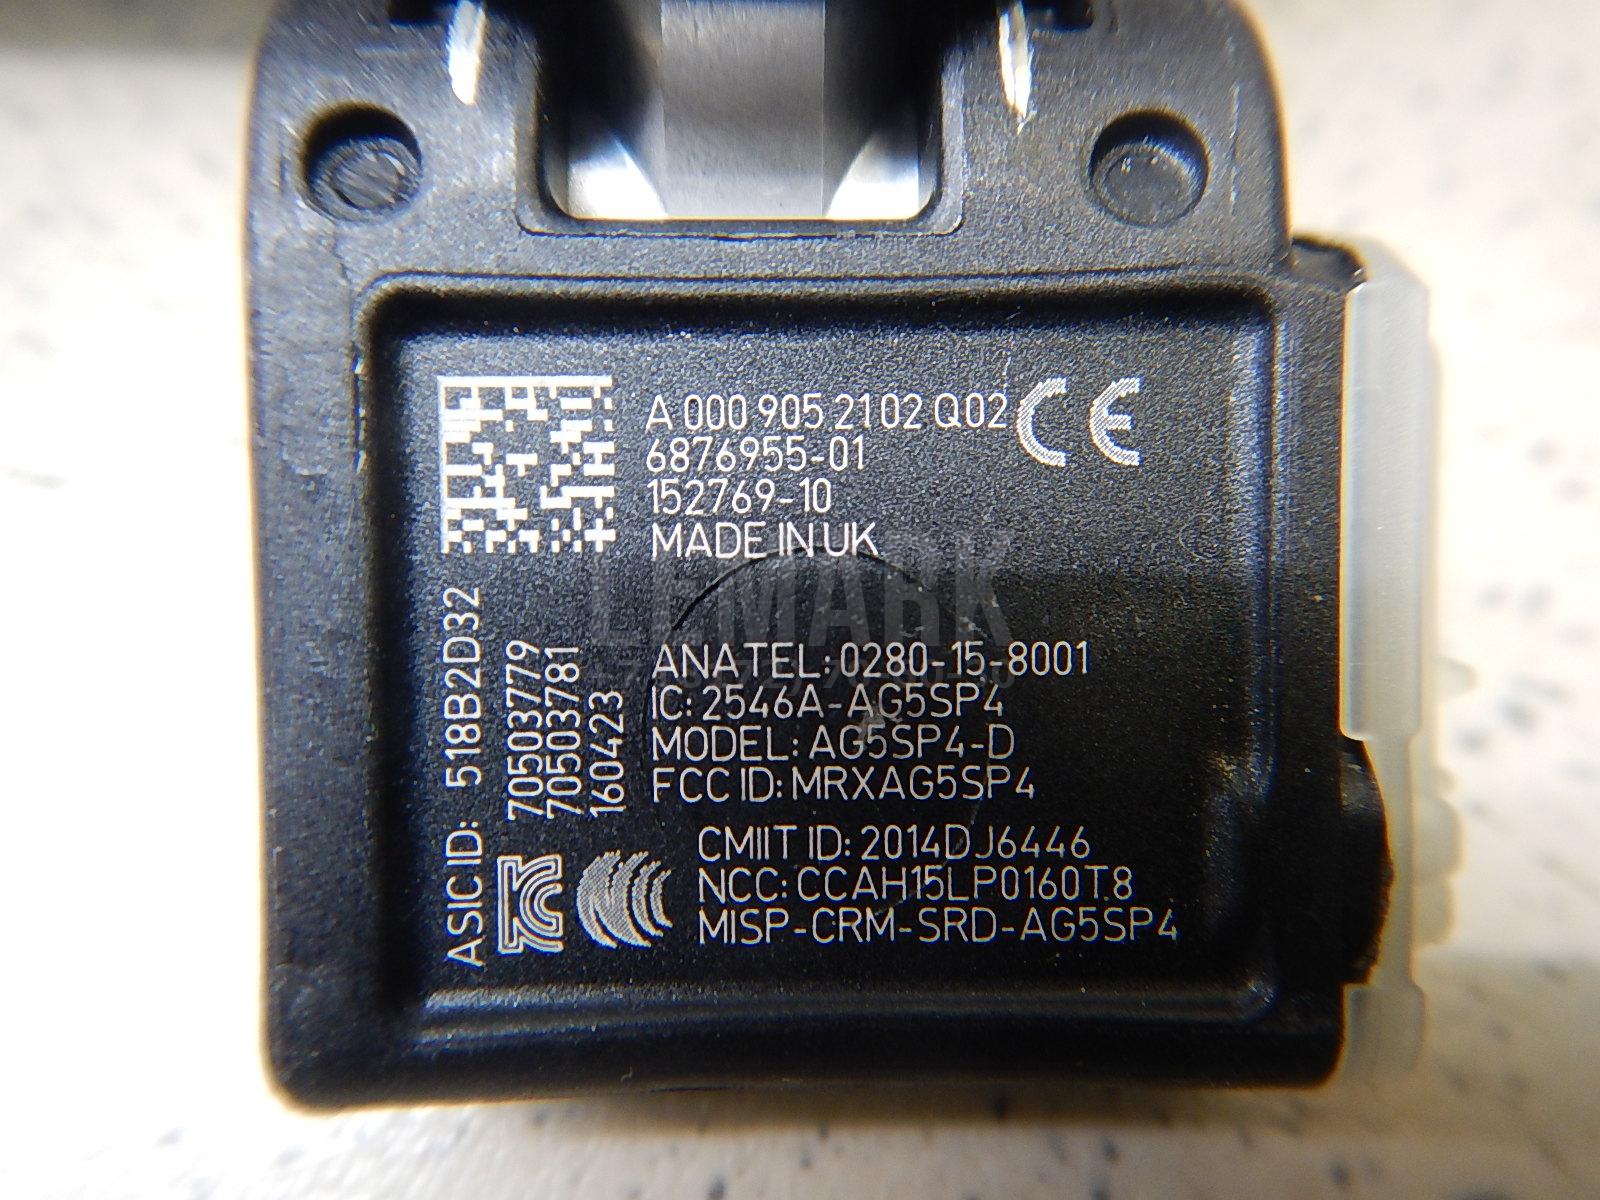 A 000 905 2102 Q02 CE
6876955-01
152769-10
MADE IN UK
LEMARK
ANATEL: 0280-15-8001
IC: 2546A-AG5SP4
MODEL: AG5SP4-D
FCC ID: MRXAG5SP4
CMIIT ID: 2014DJ6446
NCC: CCAH15LP0160T8
MISP-CRM-SRD-AG5SP4
ASIC ID: 518B2D32
70503779
70503781
160423